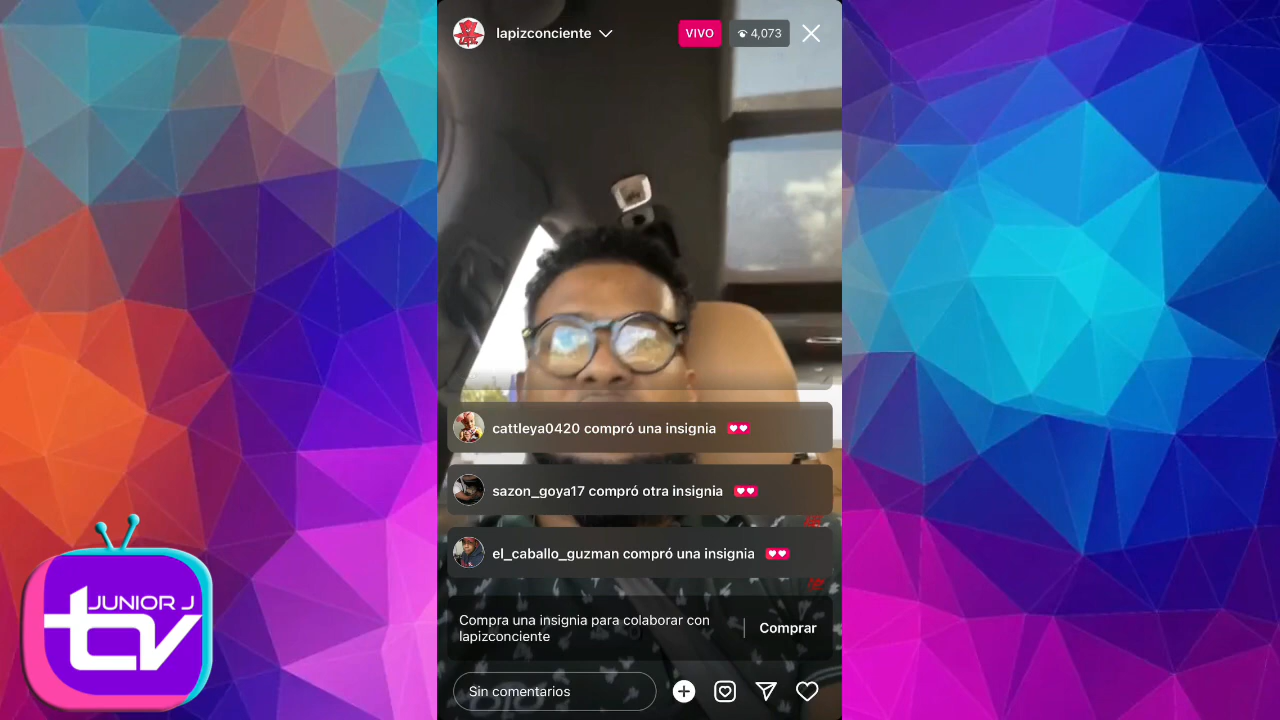 lapizconciente
VIVO
4,073
cattleya0420 compró una insignia
sazon_goya17 compró otra insignia
el_caballo_guzman compró una insignia
Compra una insignia para colaborar con
lapizconciente
Comprar
Sin comentarios
JUNIOR J
tv